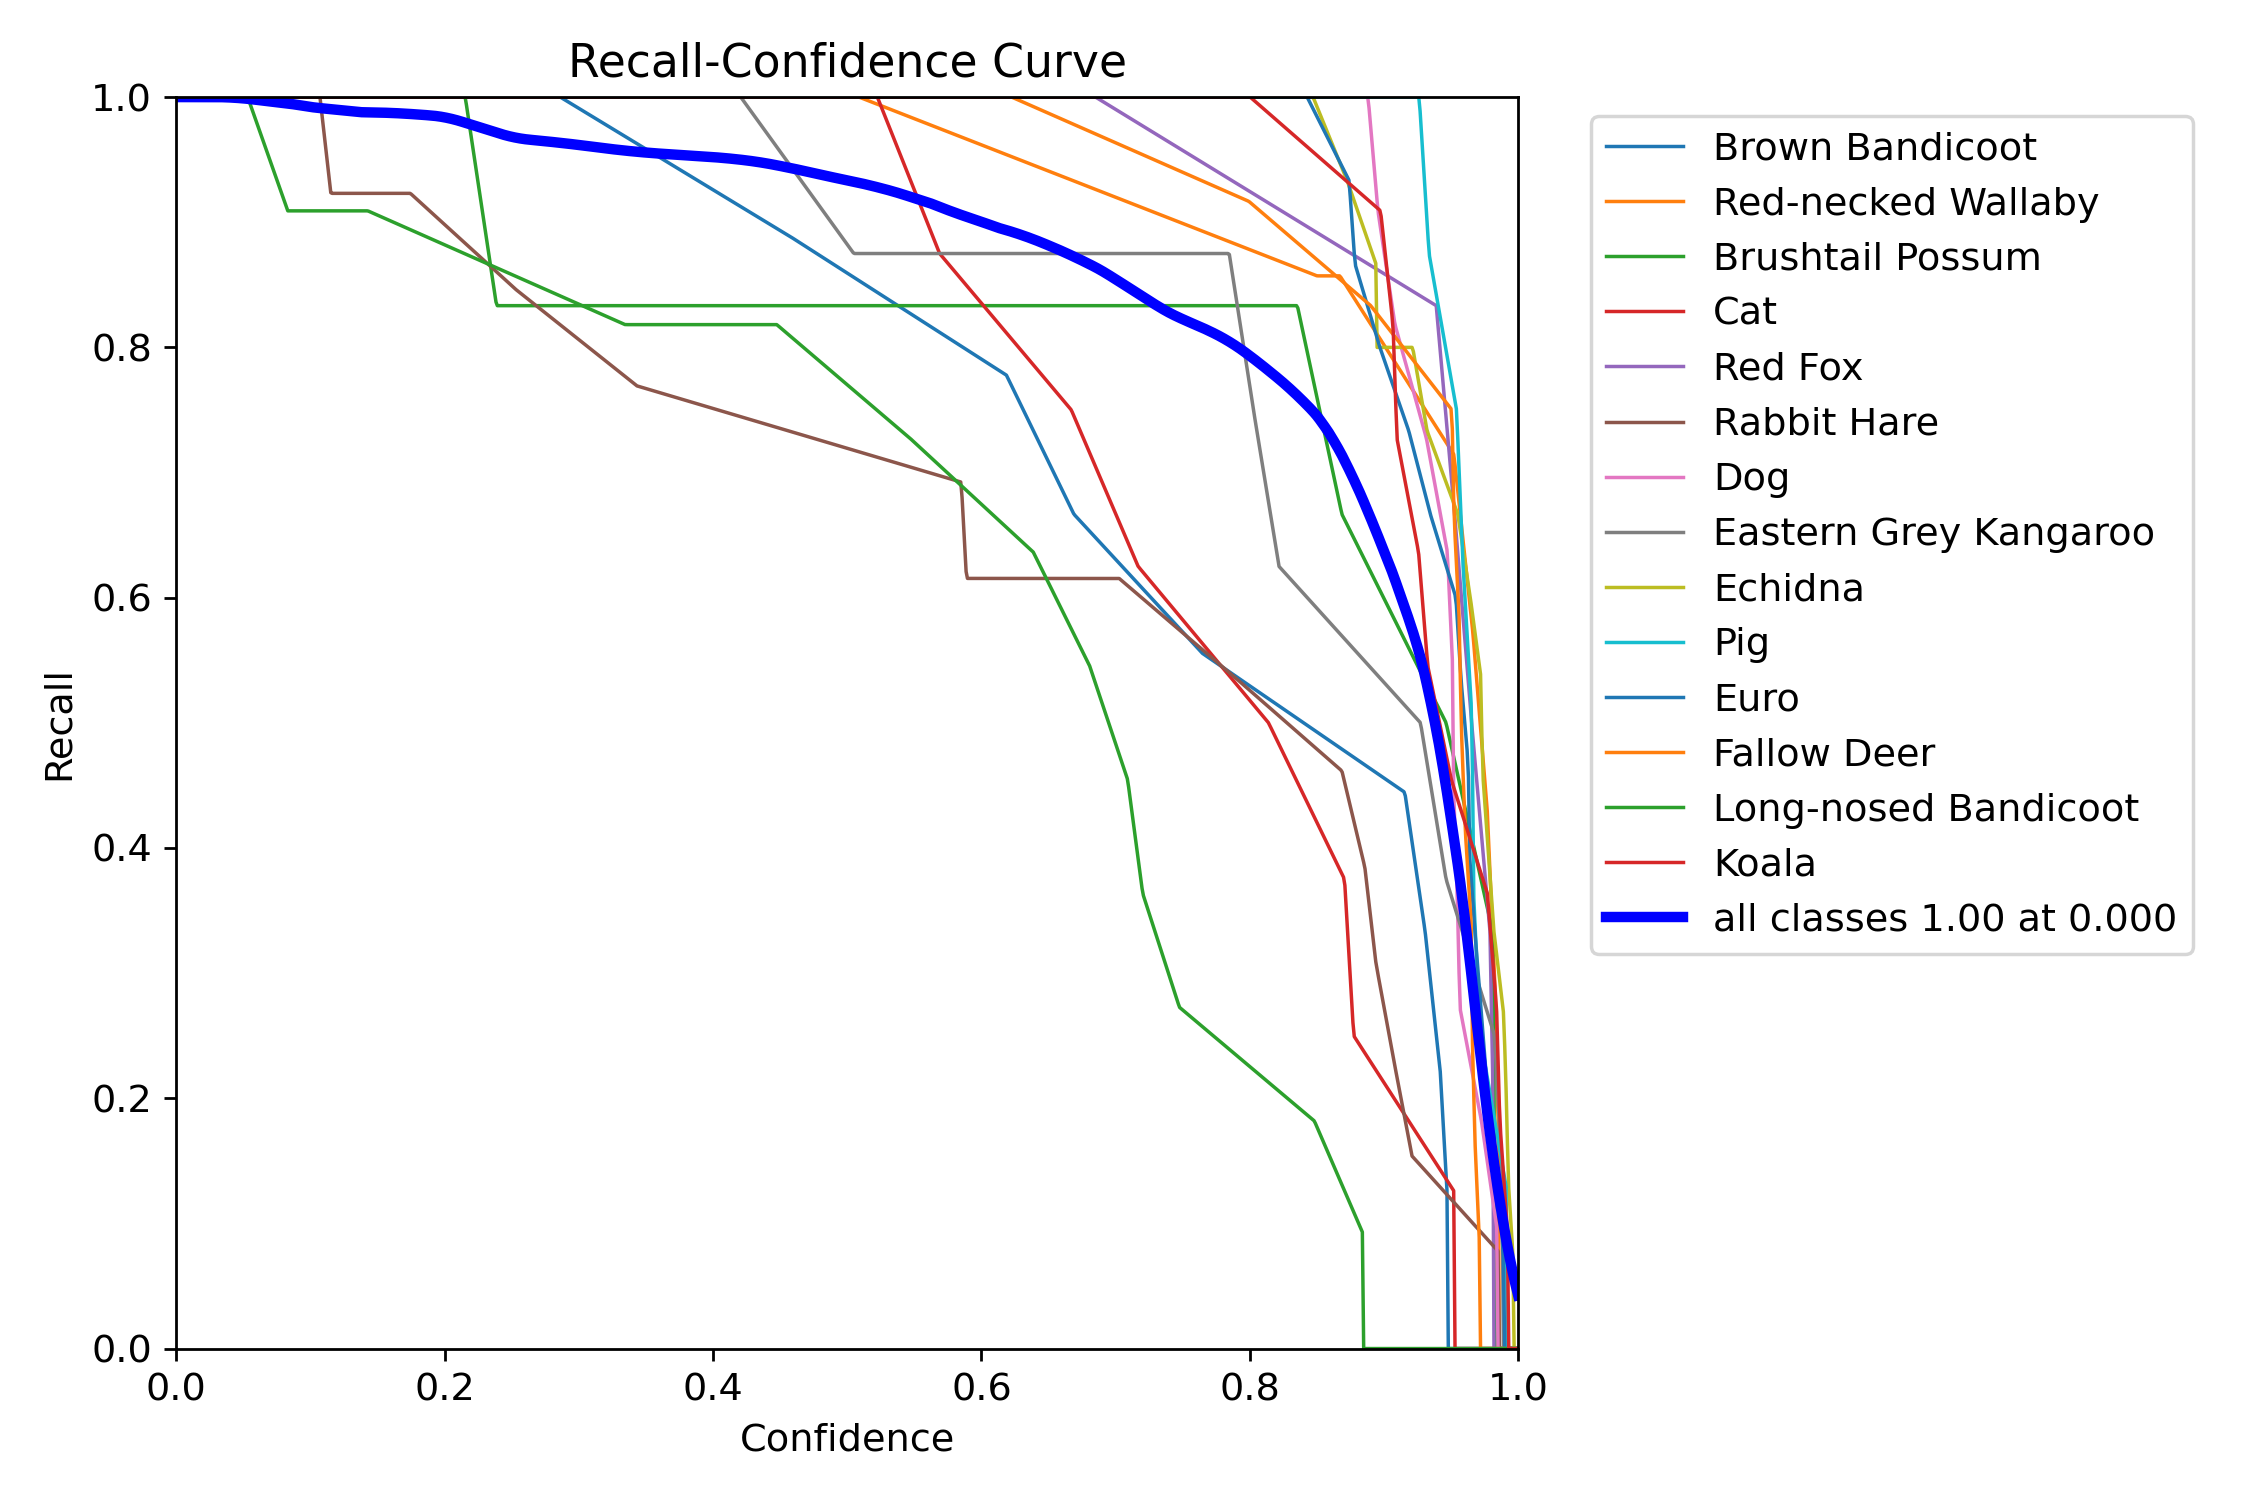 Recall-Confidence Curve
1.0
0.8
0.6
0.4
0.2
0.0
Recall
0.0 0.2 0.4 0.6 0.8 1.0
Confidence
Brown Bandicoot
Red-necked Wallaby
Brushtail Possum
Cat
Red Fox
Rabbit Hare
Dog
Eastern Grey Kangaroo
Echidna
Pig
Euro
Fallow Deer
Long-nosed Bandicoot
Koala
all classes 1.00 at 0.000